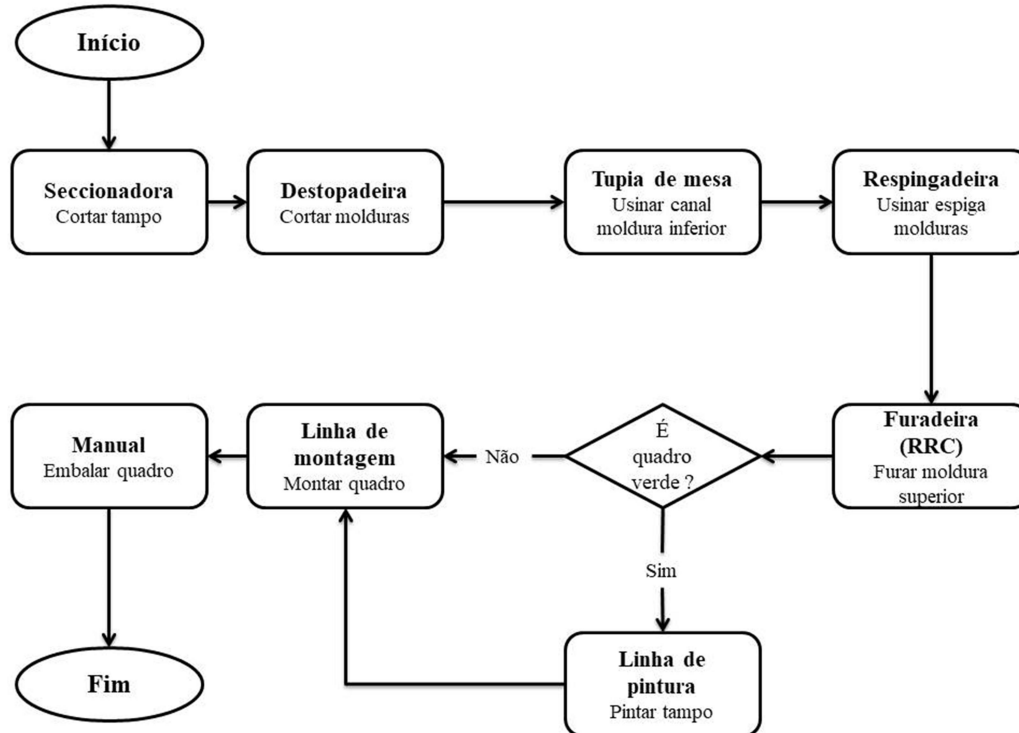 Início
Seccionadora
Cortar tampo
Destopadeira
Cortar molduras
Tupia de mesa
Usinar canal
moldura inferior
Respingadeira
Usinar espiga
molduras
Furadeira
(RRC)
Furar moldura
superior
É
quadro
verde ?
Não
Sim
Linha de
pintura
Pintar tampo
Linha de
montagem
Montar quadro
Manual
Embalar quadro
Fim